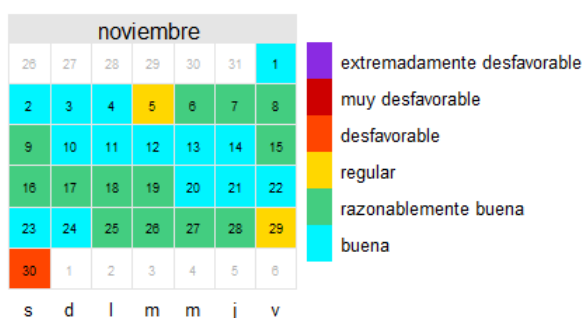 noviembre
26 27 28 29 30 31 1
2 3 4 5 6 7 8
9 10 11 12 13 14 15
16 17 18 19 20 21 22
23 24 25 26 27 28 29
30 1 2 3 4 5 6
s d l m m j v
extremadamente desfavorable
muy desfavorable
desfavorable
regular
razonablemente buena
buena